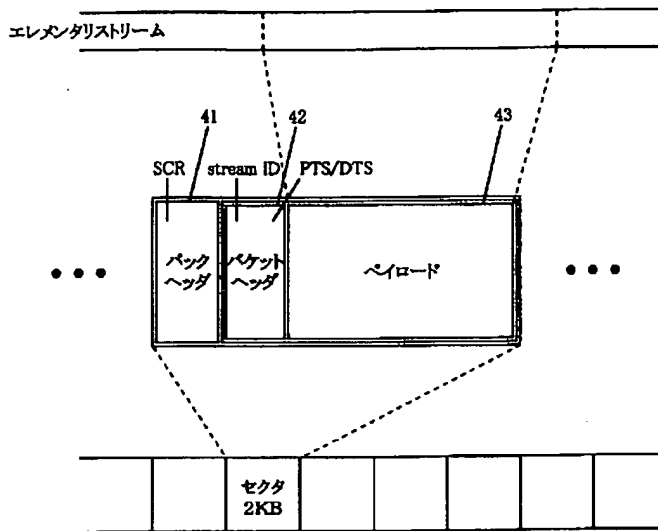 エレメンタリストリーム
41
42
43
SCR
stream ID
PTS/DTS
パック
ヘッダ
パケット
ヘッダ
ペイロード
セクタ
2KB